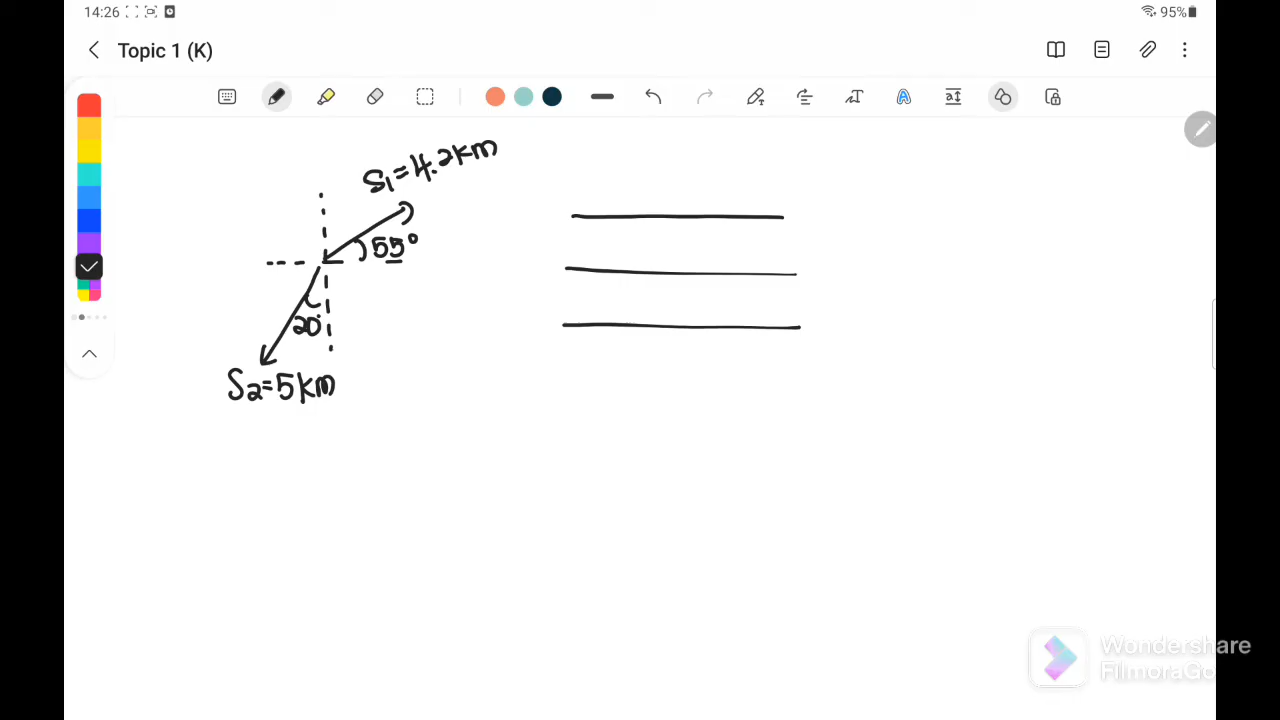 14:26
95%
Topic 1 (K)
S1=4.2km
55°
20°
S2=5km
Wondershare
FilmoraGo